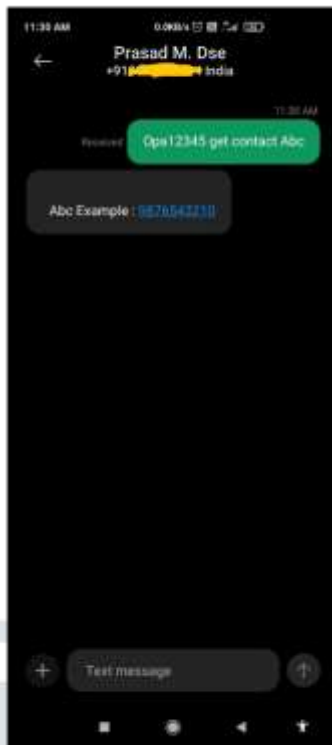 11:30 AM
Prasad M. Dse
+91
India
11:30 AM
Received
Ops12345 get contact Abc
Abc Example : 9876543210
Text message